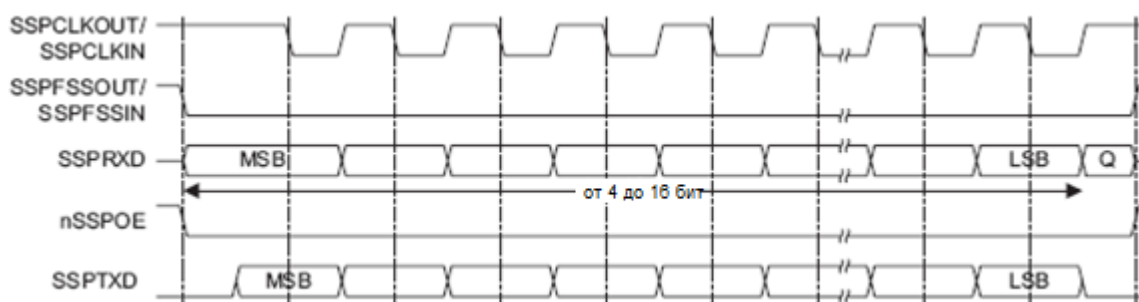 SSPCLKOUT/
SSPCLKIN
SSPFSSOUT/
SSPFSSIN
SSPRXD
MSB
LSB
Q
от 4 до 16 бит
nSSPOE
SSPTXD
MSB
LSB